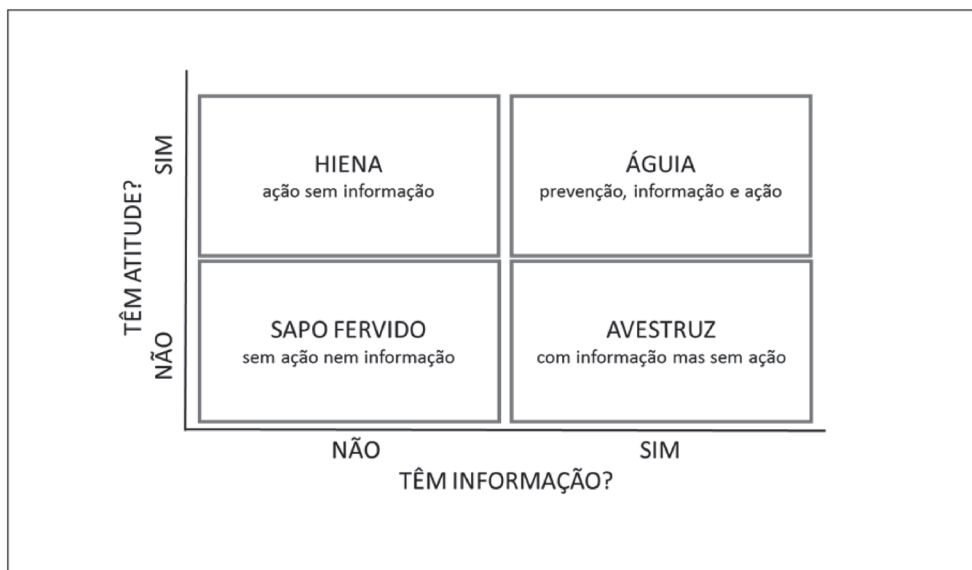 TÊM ATITUDE?
SIM
NÃO
HIENA
ação sem informação
ÁGUIA
prevenção, informação e ação
SAPO FERVIDO
sem ação nem informação
AVESTRUZ
com informação mas sem ação
NÃO
SIM
TÊM INFORMAÇÃO?